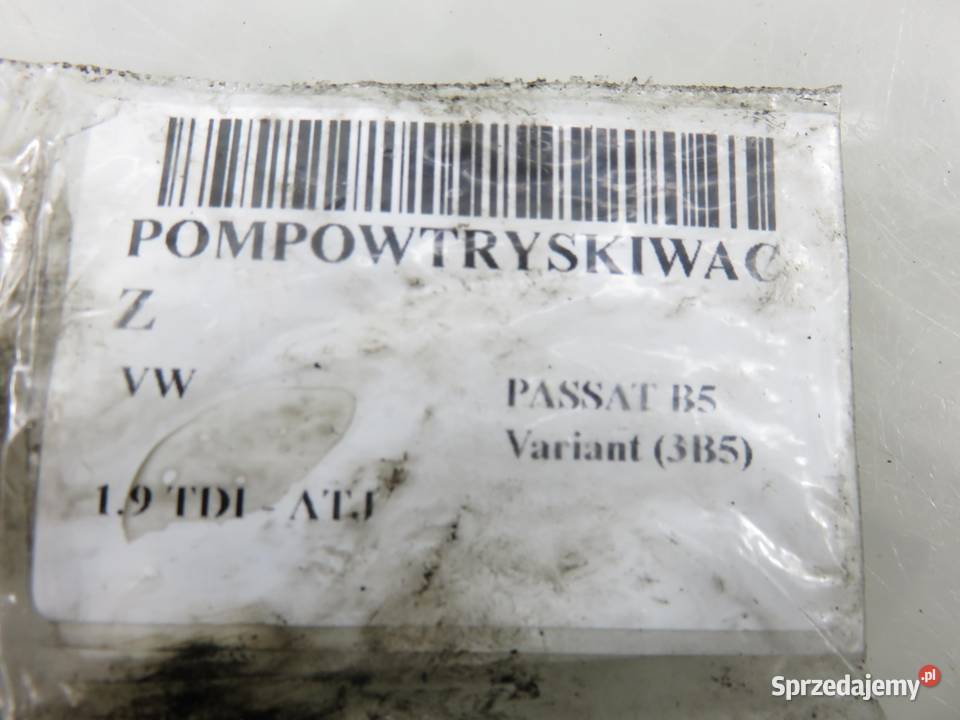 POMPOWTRYSKIWAC
Z
VW
PASSAT B5
Variant (3B5)
1.9 TDI - ATJ
Sprzedajemy.pl